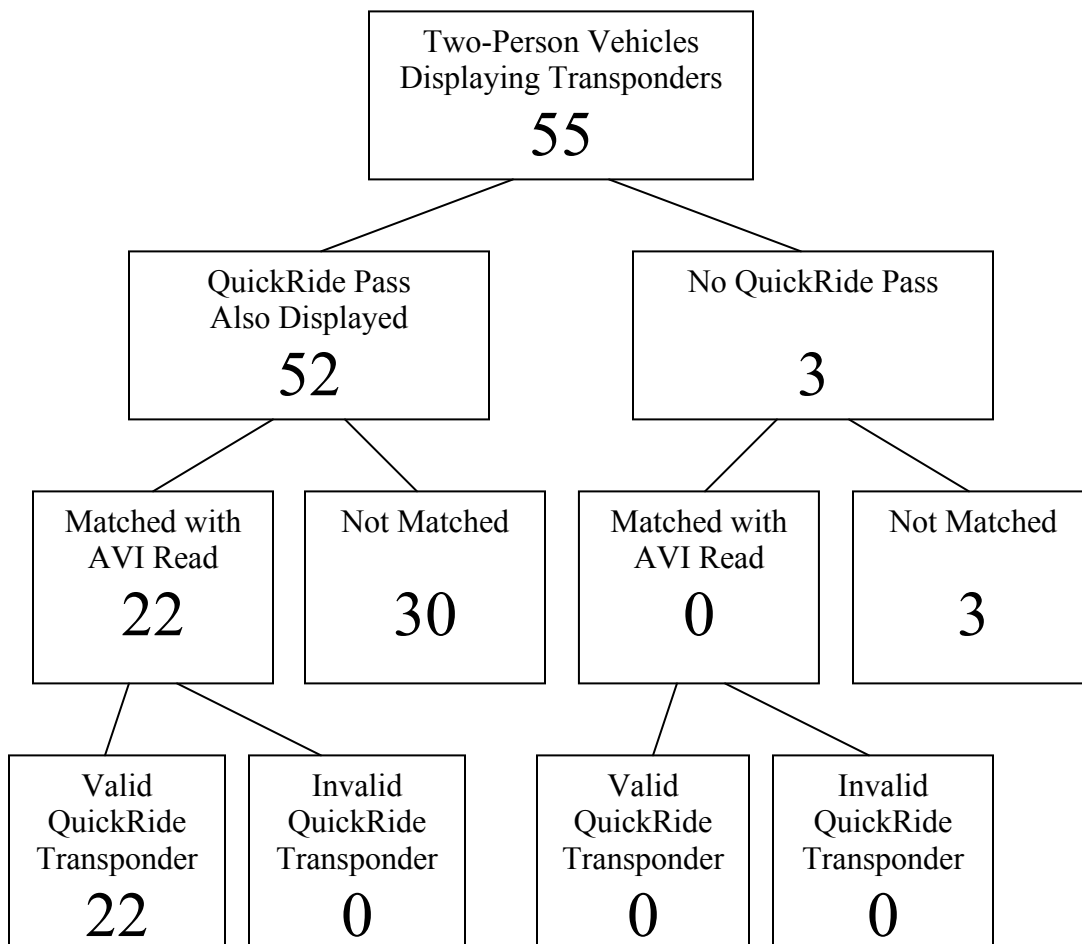 Two-Person Vehicles
Displaying Transponders
55
QuickRide Pass
Also Displayed
52
No QuickRide Pass
3
Matched with
AVI Read
22
Not Matched
30
Matched with
AVI Read
0
Not Matched
3
Valid
QuickRide
Transponder
22
Invalid
QuickRide
Transponder
0
Valid
QuickRide
Transponder
0
Invalid
QuickRide
Transponder
0